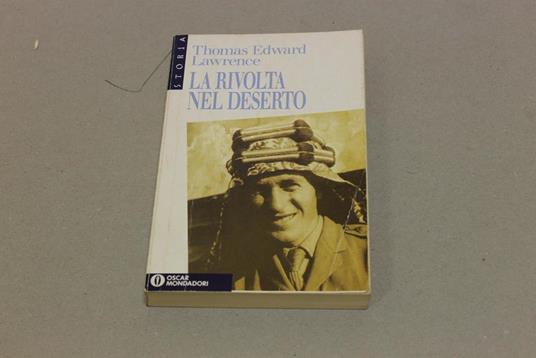 STORIA
Thomas Edward
Lawrence
LA RIVOLTA
NEL DESERTO
OSCAR
MONDADORI